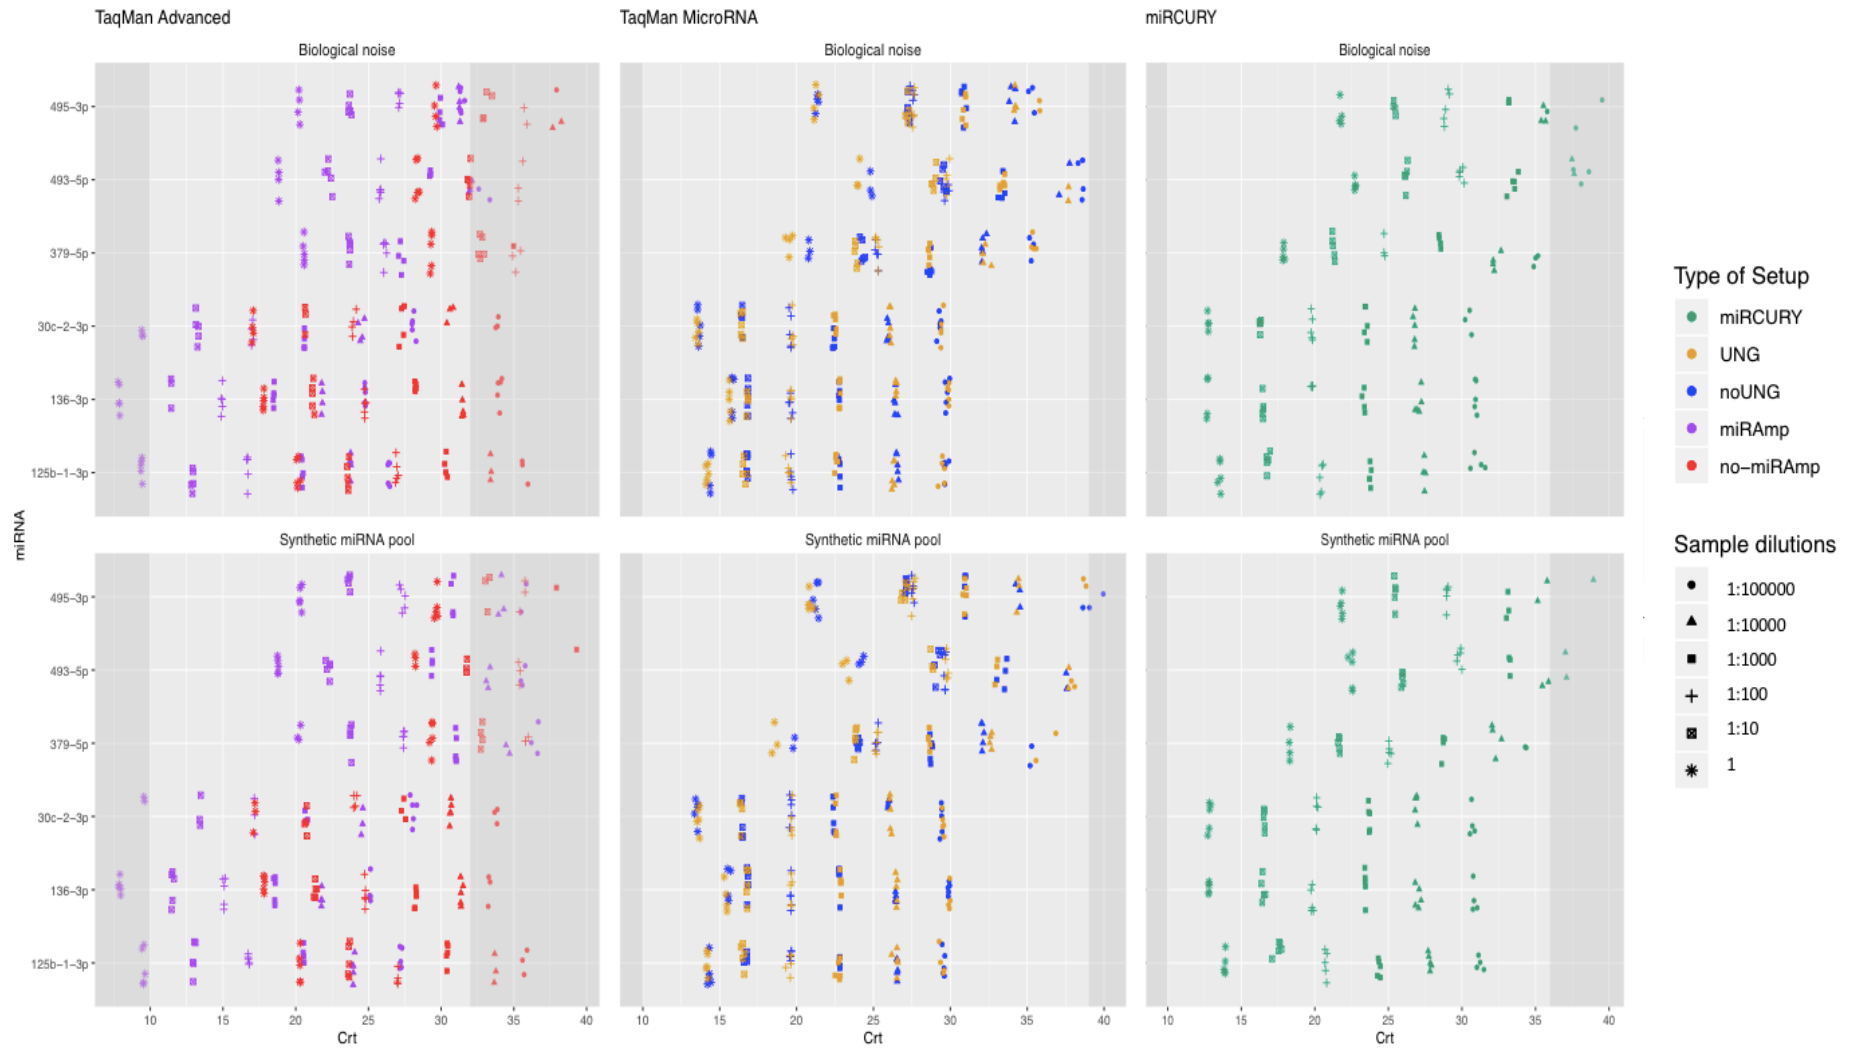 TaqMan Advanced
TaqMan MicroRNA
miRCURY
Biological noise
Biological noise
Biological noise
495−3p
493−5p
379−5p
30c−2−3p
136−3p
125b−1−3p
miRNA
Synthetic miRNA pool
Synthetic miRNA pool
Synthetic miRNA pool
495−3p
493−5p
379−5p
30c−2−3p
136−3p
125b−1−3p
10 15 20 25 30 35 40
10 15 20 25 30 35 40
10 15 20 25 30 35 40
Crt
Crt
Crt
Type of Setup
miRCURY
UNG
noUNG
miRAmp
no−miRAmp
Sample dilutions
1:100000
1:10000
1:1000
1:100
1:10
1